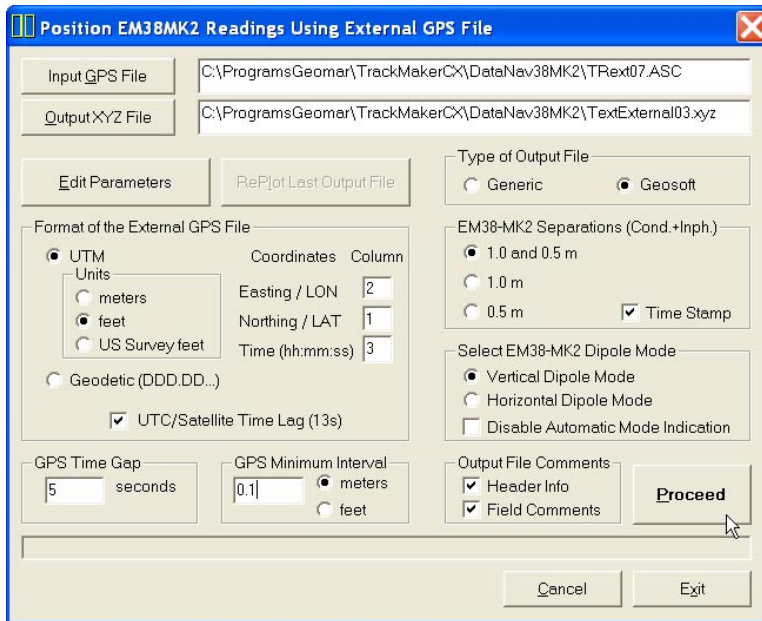 Position EM38MK2 Readings Using External GPS File
Input GPS File
C:\ProgramsGeomar\TrackMakerCX\DataNav38MK2\TRext07.ASC
Output XYZ File
C:\ProgramsGeomar\TrackMakerCX\DataNav38MK2\TextExternal03.xyz
Edit Parameters
RePlot Last Output File
Type of Output File
Generic
Geosoft
Format of the External GPS File
UTM
Units
meters
feet
US Survey feet
Coordinates Column
Easting / LON 2
Northing / LAT 1
Time (hh:mm:ss) 3
Geodetic (DDD.DD...)
UTC/Satellite Time Lag (13s)
EM38-MK2 Separations (Cond.+Inph.)
1.0 and 0.5 m
1.0 m
0.5 m
Time Stamp
Select EM38-MK2 Dipole Mode
Vertical Dipole Mode
Horizontal Dipole Mode
Disable Automatic Mode Indication
GPS Time Gap
5 seconds
GPS Minimum Interval
0.1
meters
feet
Output File Comments
Header Info
Field Comments
Proceed
Cancel
Exit